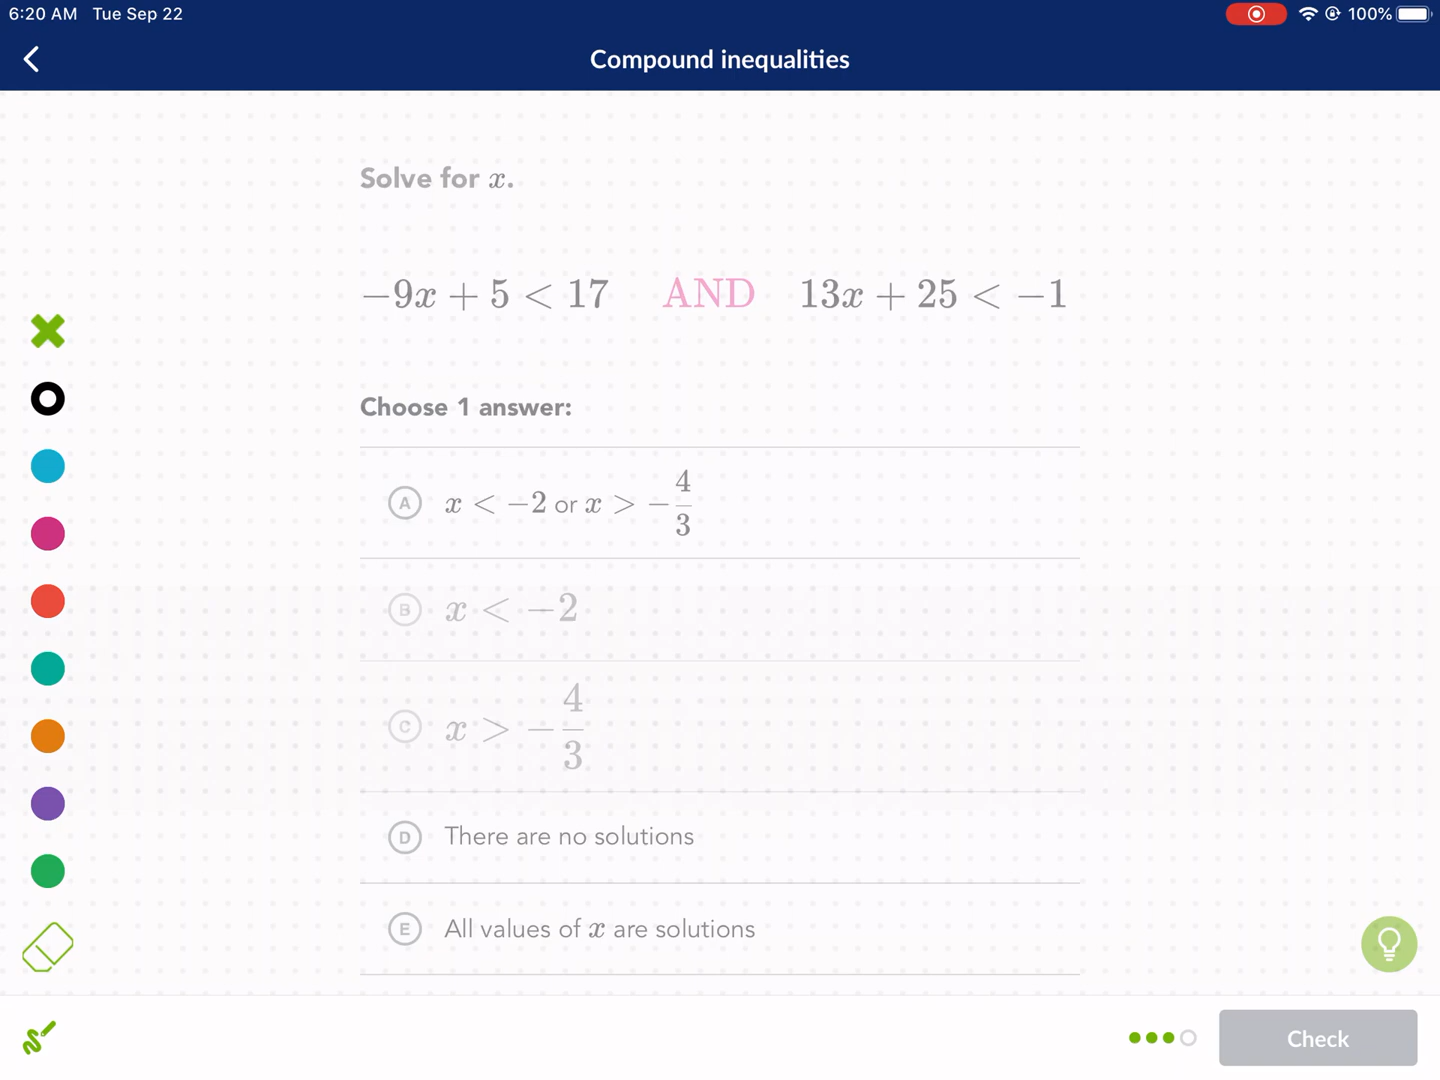 6:20 AM Tue Sep 22 100%
Compound inequalities
Solve for x.
−9x + 5 < 17 AND 13x + 25 < −1
Choose 1 answer:
A x < −2 or x > −4/3
B x < −2
C x > −4/3
D There are no solutions
E All values of x are solutions
Check